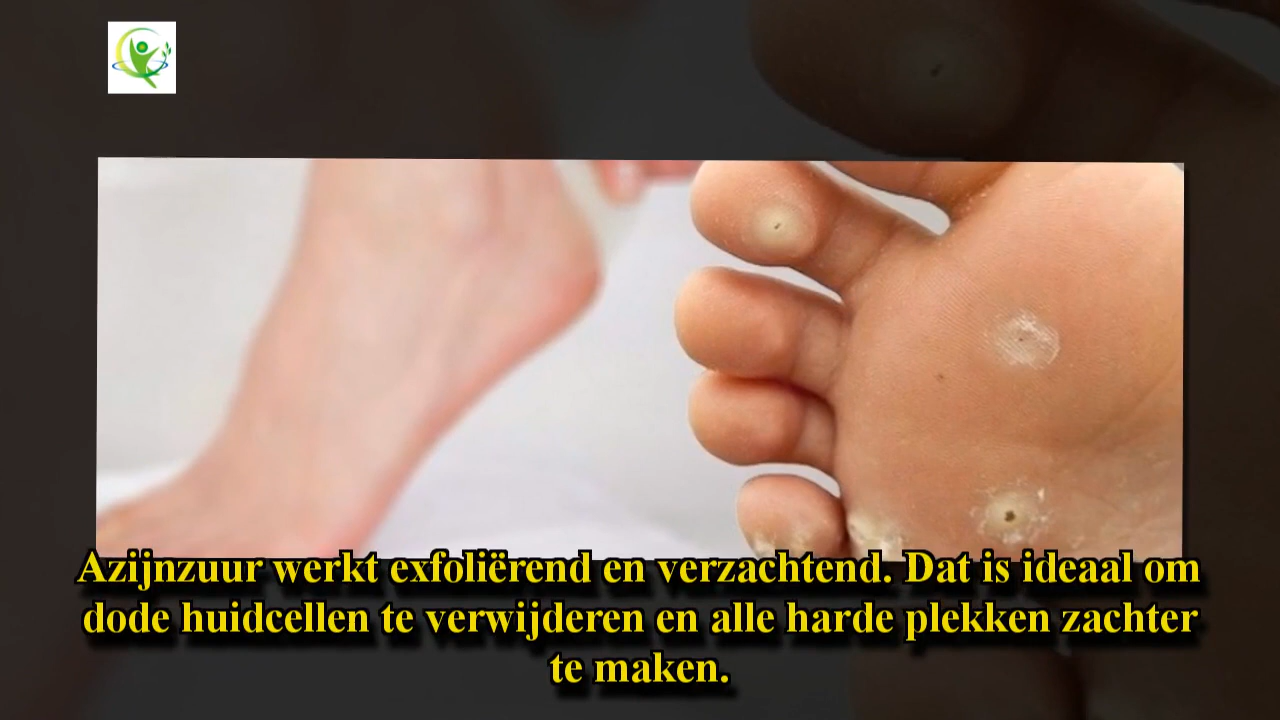 Azijnzuur werkt exfoliërend en verzachtend. Dat is ideaal om
dode huidcellen te verwijderen en alle harde plekken zachter
te maken.